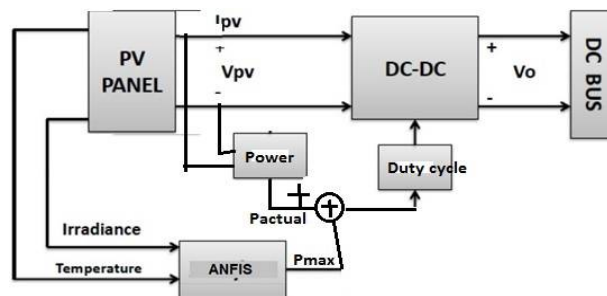 Ipv
PV
PANEL
+
Vpv
-
DC-DC
+
Vo
-
DC BUS
Power
Duty cycle
+
Pactual
+
Irradiance
Temperature
ANFIS
Pmax